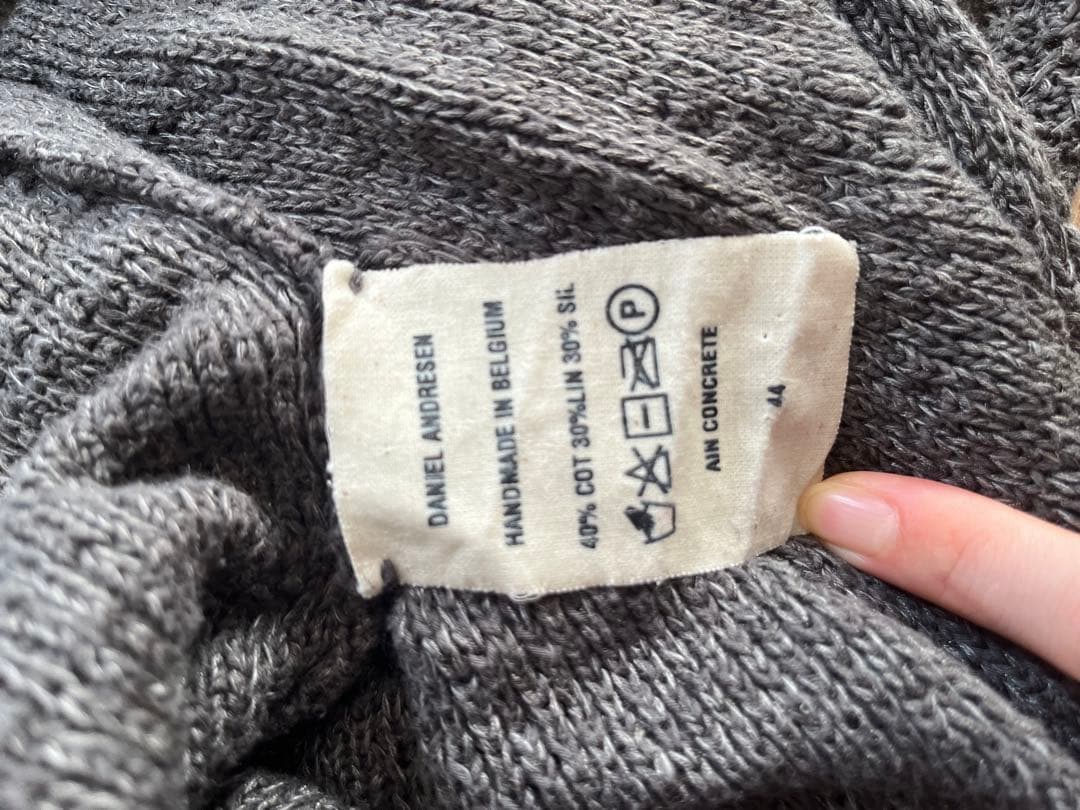 DANIEL ANDRESEN
HANDMADE IN BELGIUM
40% COT 30%LIN 30% SIL
P
AIN CONCRETE
44